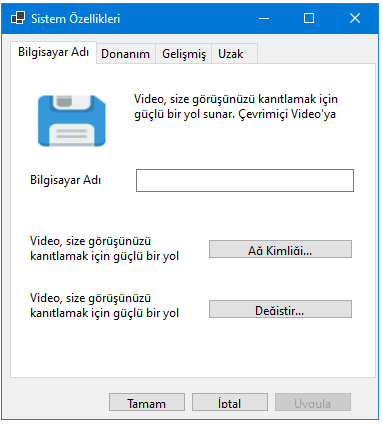 Sistem Özellikleri
Bilgisayar Adı
Donanım
Gelişmiş
Uzak
Video, size görüşünüzü kanıtlamak için
güçlü bir yol sunar. Çevrimiçi Video'ya
Bilgisayar Adı
Video, size görüşünüzü
kanıtlamak için güçlü bir yol
Ağ Kimliği...
Video, size görüşünüzü
kanıtlamak için güçlü bir yol
Değiştir...
Tamam
İptal
Uygula